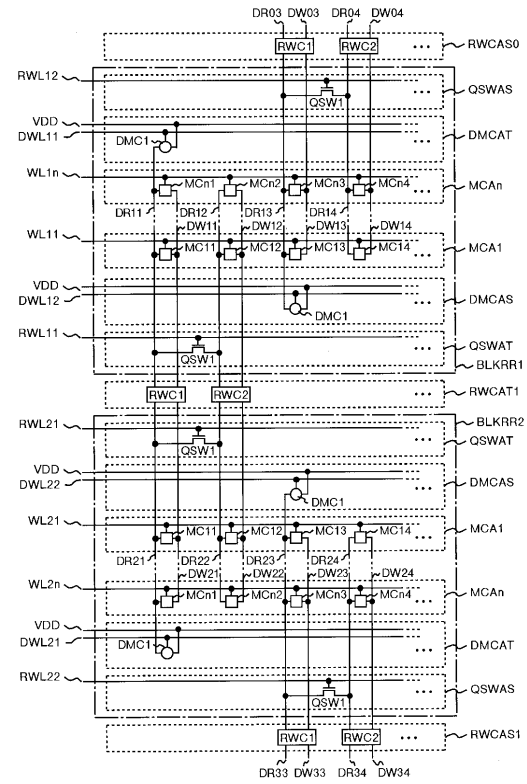 DR03 DW03 DR04 DW04
RWC1 RWC2 ... RWCAS0
RWL12
QSW1 ... QSWAS
VDD
DWL11 DMC1 ... DMCAT
WL1n
MCn1 MCn2 MCn3 MCn4 ... MCAn
DR11 DR12 DR13 DR14
DW11 DW12 DW13 DW14
WL11
MC11 MC12 MC13 MC14 ... MCA1
VDD
DWL12 DMC1 ... DMCAS
RWL11
QSW1 ... QSWAT
BLKRR1
RWC1 RWC2 ... RWCAT1
RWL21 BLKRR2
QSW1 ... QSWAT
VDD
DWL22 DMC1 ... DMCAS
WL21
MC11 MC12 MC13 MC14 ... MCA1
DR21 DR22 DR23 DR24
DW21 DW22 DW23 DW24
WL2n
MCn1 MCn2 MCn3 MCn4 ... MCAn
VDD
DWL21 DMC1 ... DMCAT
RWL22
QSW1 ... QSWAS
RWC1 RWC2 ... RWCAS1
DR33 DW33 DR34 DW34